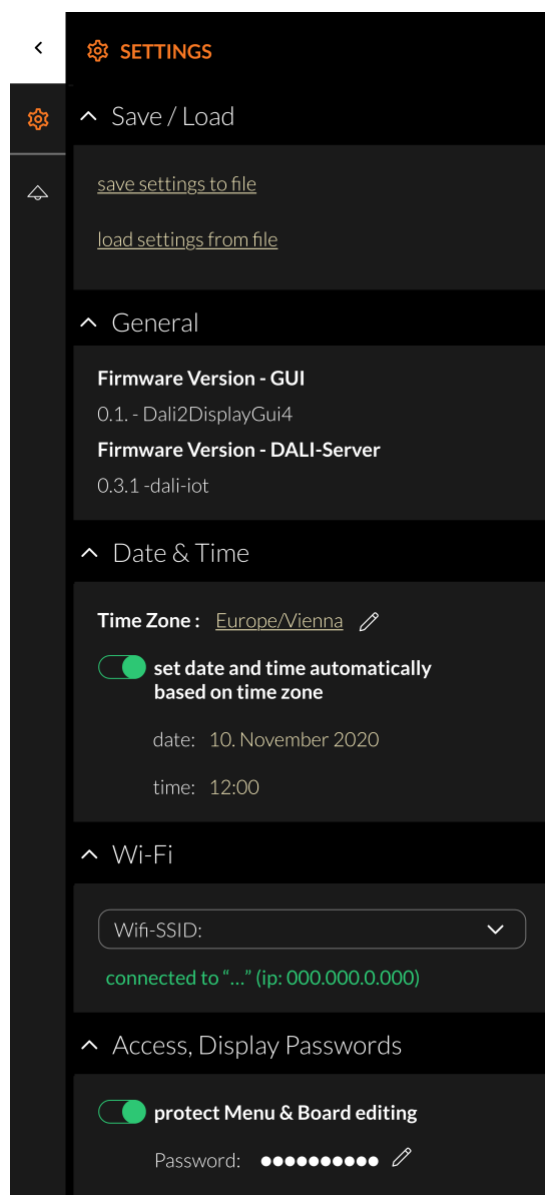 SETTINGS
Save / Load
save settings to file
load settings from file
General
Firmware Version - GUI
0.1. - Dali2DisplayGui4
Firmware Version - DALI-Server
0.3.1 -dali-iot
Date & Time
Time Zone : Europe/Vienna
set date and time automatically
based on time zone
date: 10. November 2020
time: 12:00
Wi-Fi
Wifi-SSID:
connected to “...” (ip: 000.000.0.000)
Access, Display Passwords
protect Menu & Board editing
Password: ●●●●●●●●●●